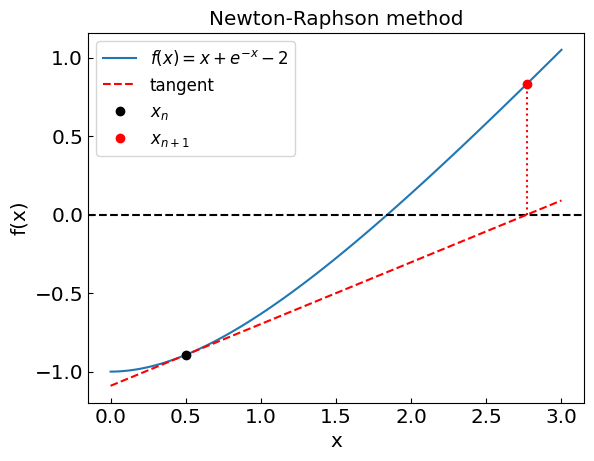 Newton-Raphson method
f(x) = x + e^{-x} − 2
tangent
x_n
x_{n+1}
f(x)
1.0
0.5
0.0
−0.5
−1.0
0.0 0.5 1.0 1.5 2.0 2.5 3.0
x